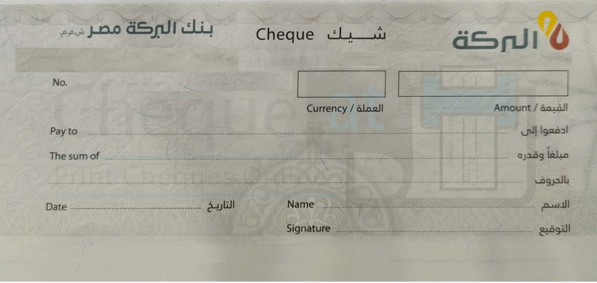 بنك البركة مصر ش.م.م. Cheque شيك البركة
No.
Currency / العملة Amount / القيمة
Pay to ادفعوا إلى
The sum of مبلغاً وقدره
بالحروف
Date التاريخ Name الاسم
Signature التوقيع